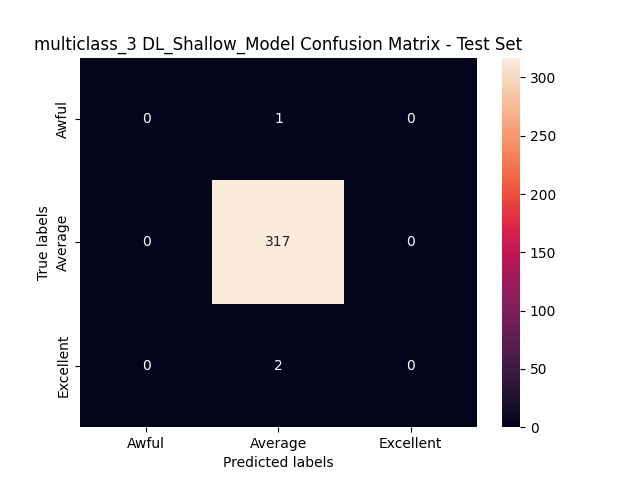 multiclass_3 DL_Shallow_Model Confusion Matrix - Test Set
True labels
Awful
Average
Excellent
0 1 0
0 317 0
0 2 0
Awful Average Excellent
Predicted labels
300
250
200
150
100
50
0